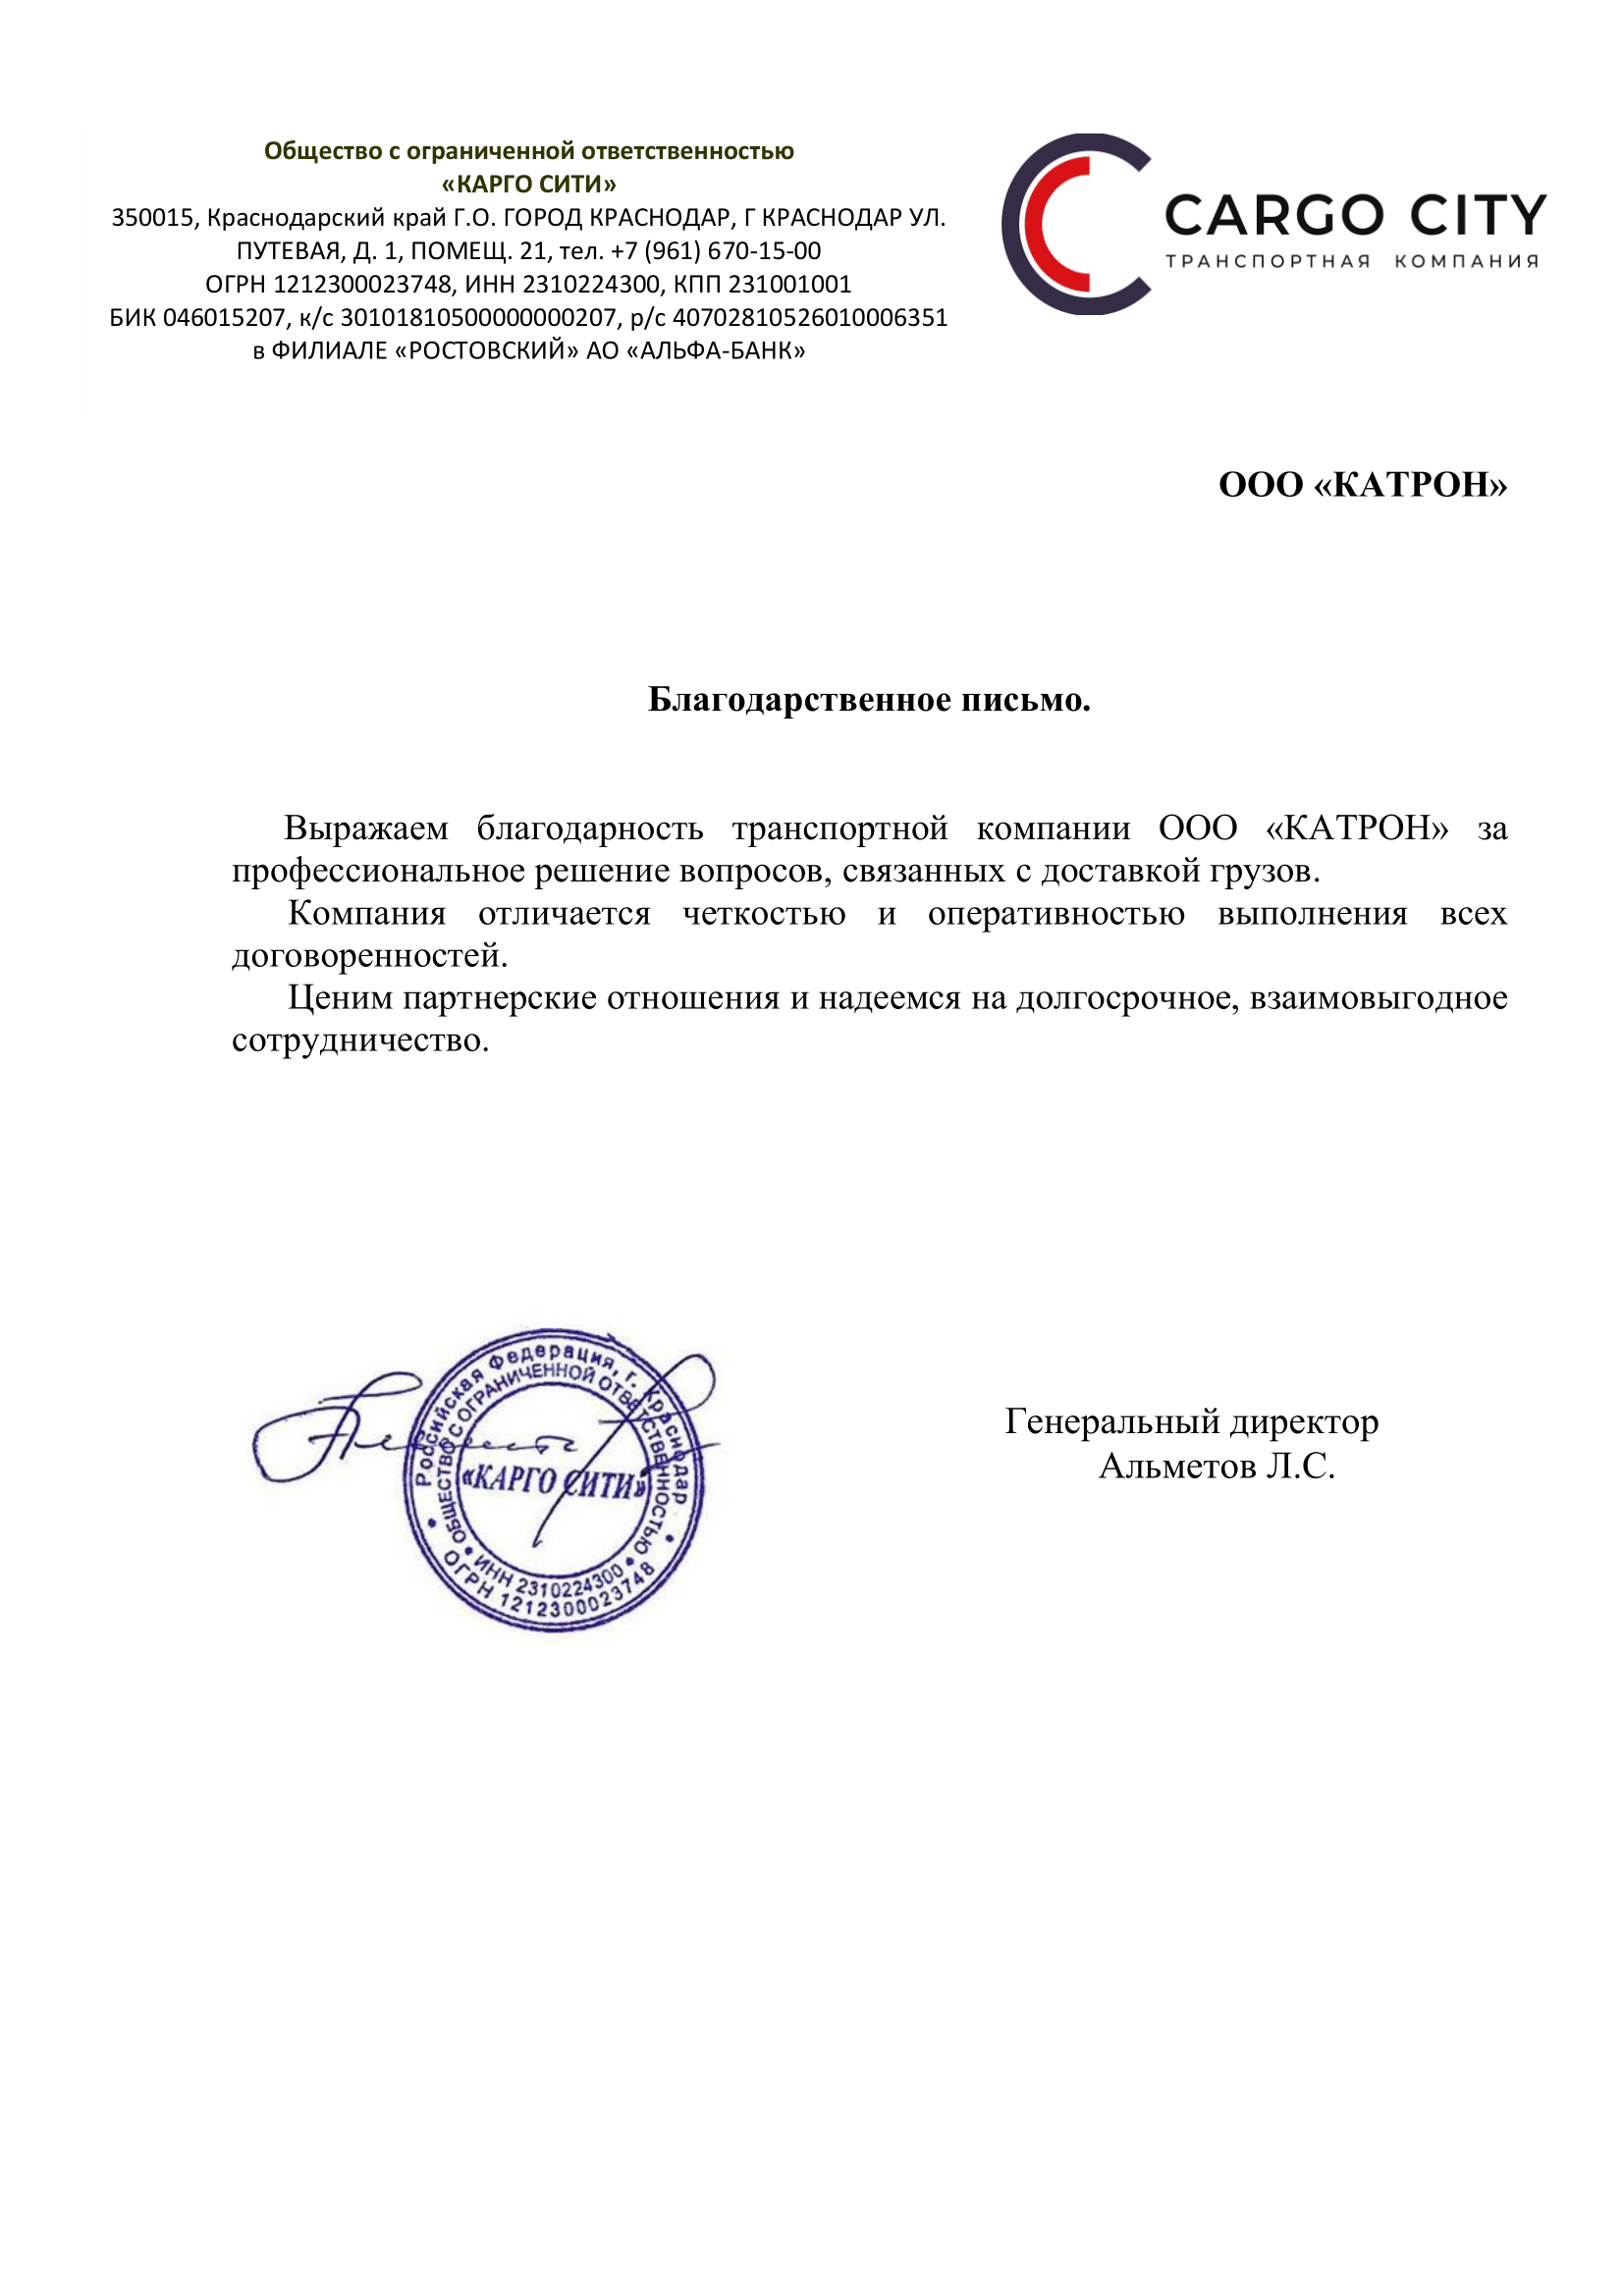 Общество с ограниченной ответственностью
«КАРГО СИТИ»
350015, Краснодарский край Г.О. ГОРОД КРАСНОДАР, Г КРАСНОДАР УЛ.
ПУТЕВАЯ, Д. 1, ПОМЕЩ. 21, тел. +7 (961) 670-15-00
ОГРН 1212300023748, ИНН 2310224300, КПП 231001001
БИК 046015207, к/с 30101810500000000207, р/с 40702810526010006351
в ФИЛИАЛЕ «РОСТОВСКИЙ» АО «АЛЬФА-БАНК»
CARGO CITY
ТРАНСПОРТНАЯ КОМПАНИЯ
ООО «КАТРОН»
Благодарственное письмо.
Выражаем благодарность транспортной компании ООО «КАТРОН» за
профессиональное решение вопросов, связанных с доставкой грузов.
Компания отличается четкостью и оперативностью выполнения всех
договоренностей.
Ценим партнерские отношения и надеемся на долгосрочное, взаимовыгодное
сотрудничество.
Российская Федерация, г. Краснодар
ОБЩЕСТВО С ОГРАНИЧЕННОЙ ОТВЕТСТВЕННОСТЬЮ
«КАРГО СИТИ»
ИНН 2310224300
ОГРН 1212300023748
Генеральный директор
Альметов Л.С.